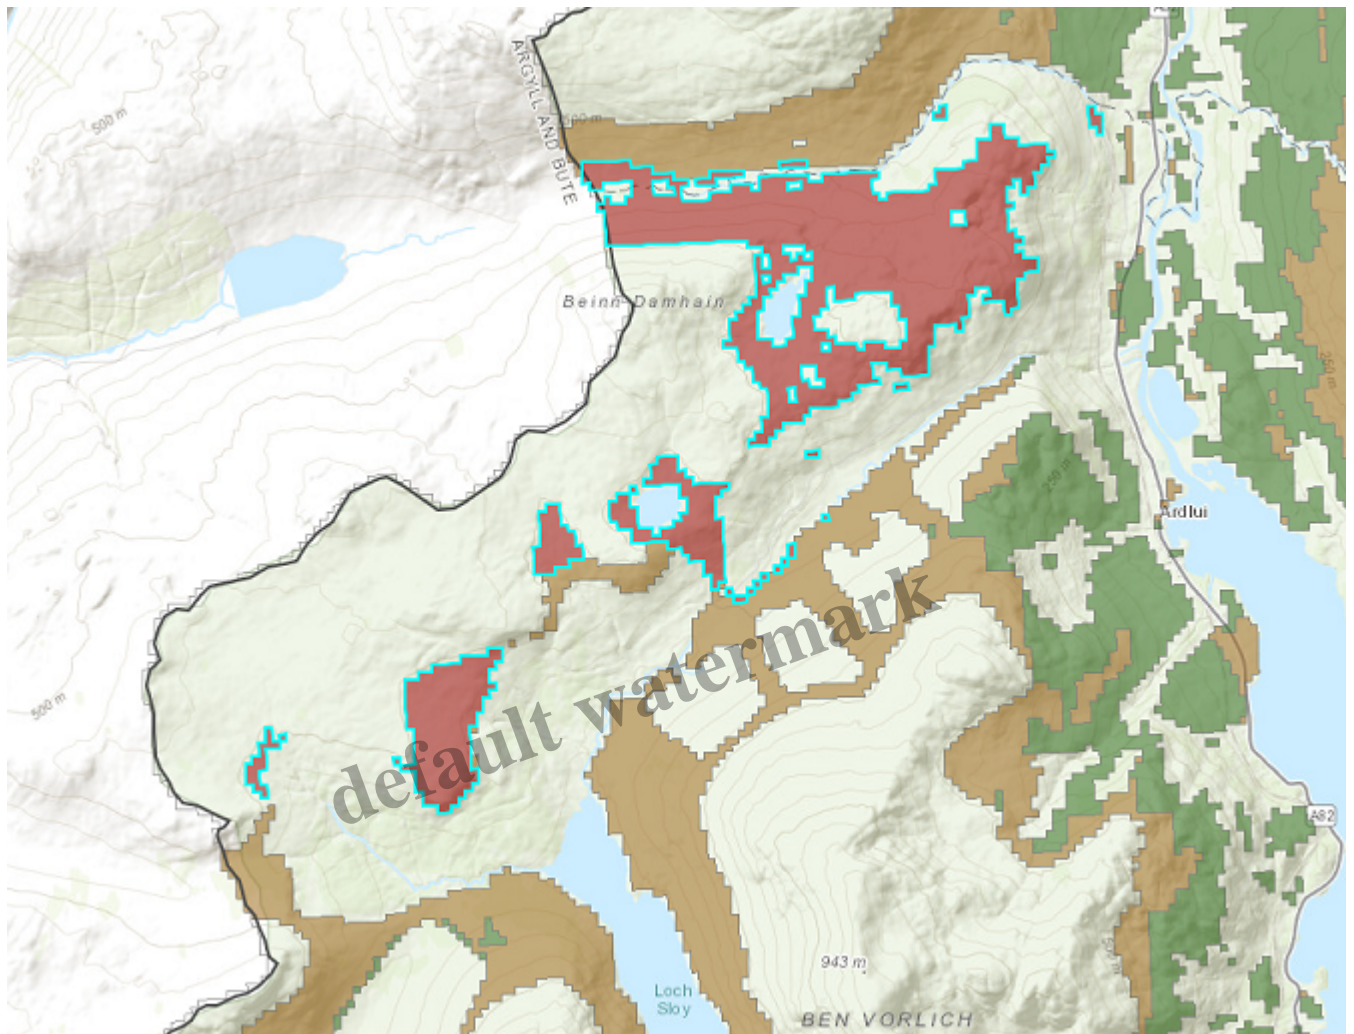 A82
500 m
ARGYLL AND BUTE
500 m
Beinn Damhain
250 m
250 m
Ardlui
default watermark
500 m
A82
943 m
Loch
Sloy
BEN VORLICH